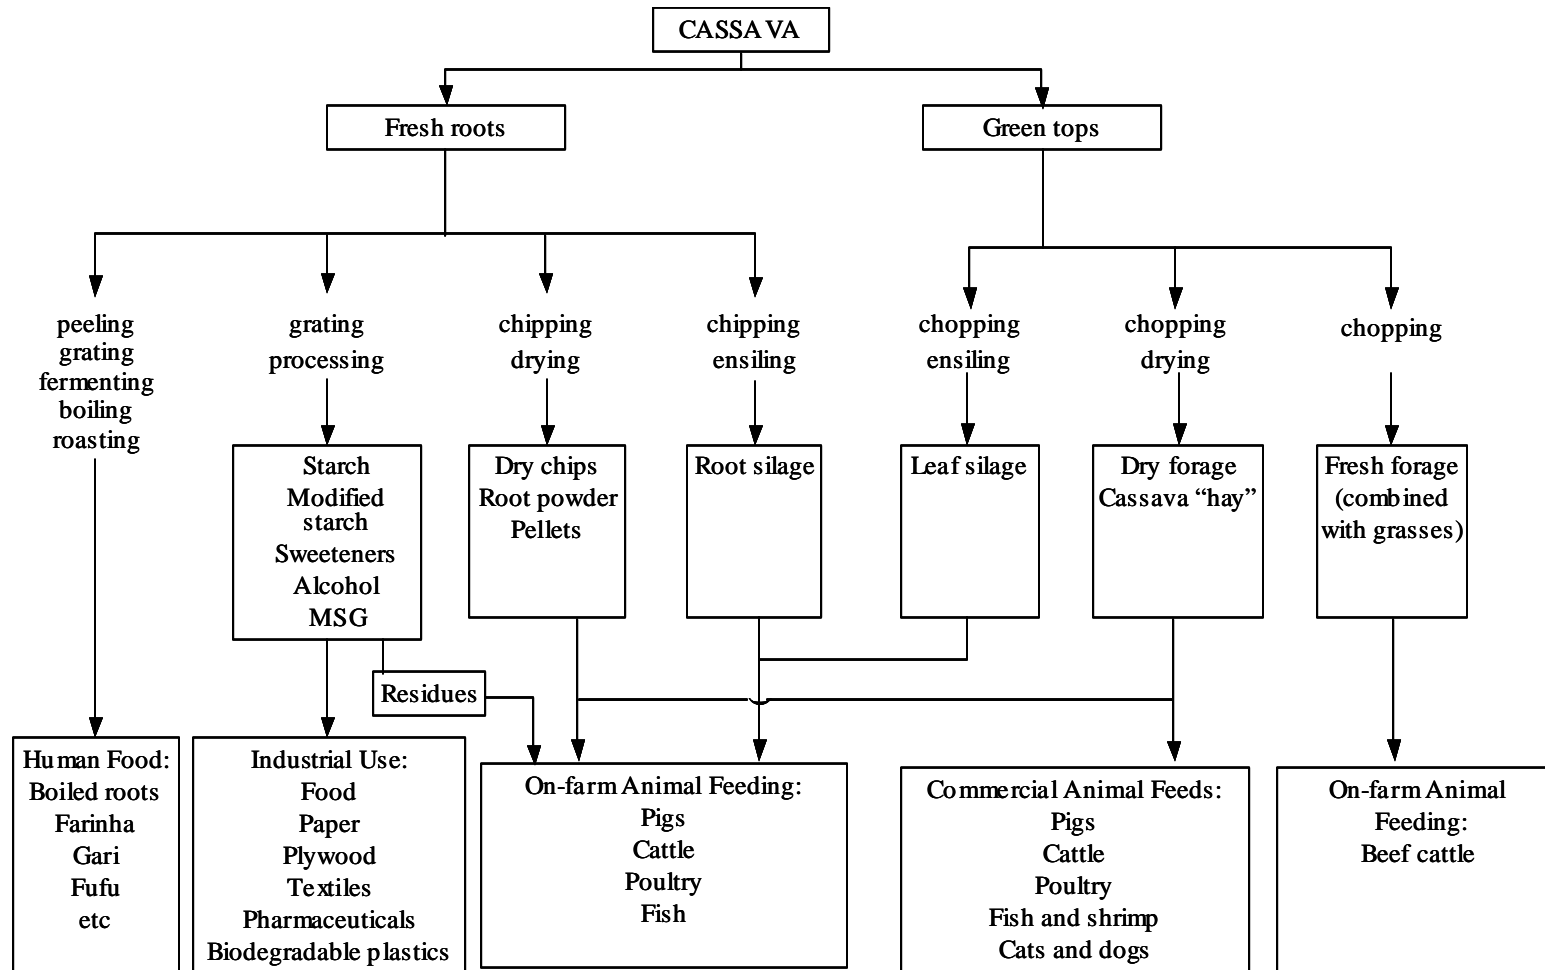 CASSAVA
Fresh roots
Green tops
peeling
grating
fermenting
boiling
roasting
grating
processing
chipping
drying
chipping
ensiling
chopping
ensiling
chopping
drying
chopping
Starch
Modified
starch
Sweeteners
Alcohol
MSG
Dry chips
Root powder
Pellets
Root silage
Leaf silage
Dry forage
Cassava “hay”
Fresh forage
(combined
with grasses)
Residues
Human Food:
Boiled roots
Farinha
Gari
Fufu
etc
Industrial Use:
Food
Paper
Plywood
Textiles
Pharmaceuticals
Biodegradable plastics
On-farm Animal Feeding:
Pigs
Cattle
Poultry
Fish
Commercial Animal Feeds:
Pigs
Cattle
Poultry
Fish and shrimp
Cats and dogs
On-farm Animal
Feeding:
Beef cattle